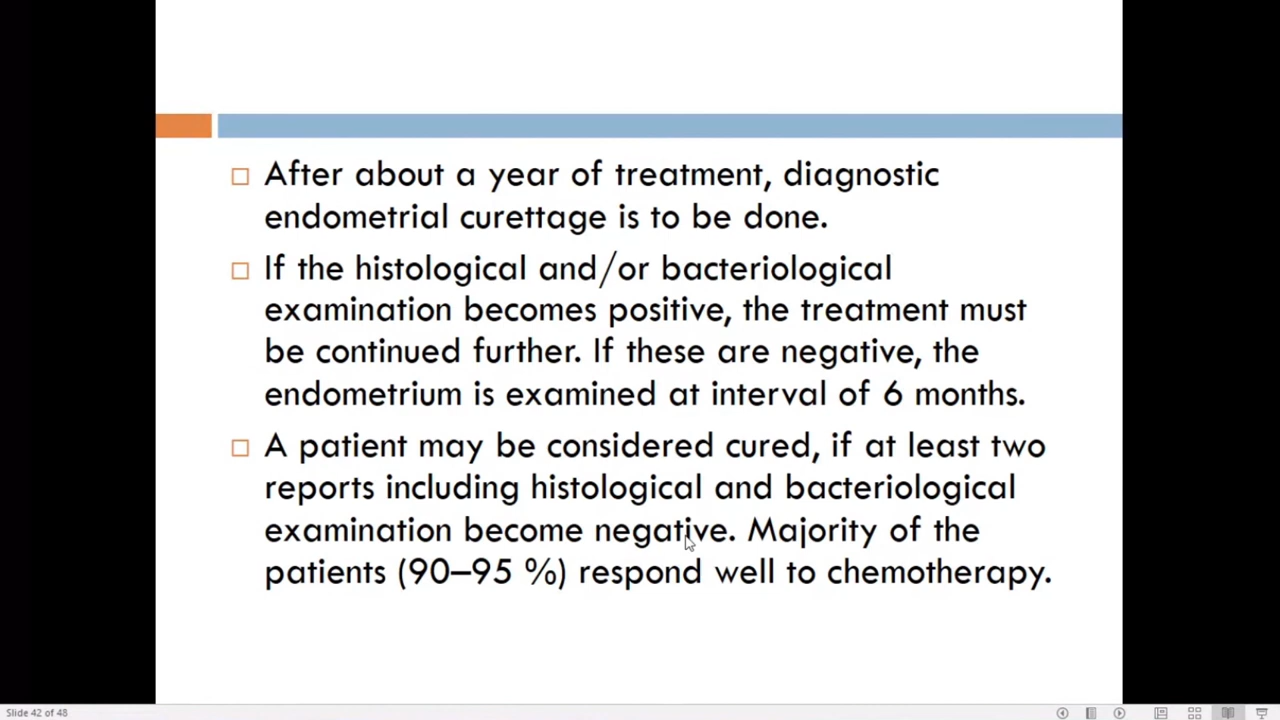 After about a year of treatment, diagnostic
endometrial curettage is to be done.
If the histological and/or bacteriological
examination becomes positive, the treatment must
be continued further. If these are negative, the
endometrium is examined at interval of 6 months.
A patient may be considered cured, if at least two
reports including histological and bacteriological
examination become negative. Majority of the
patients (90–95 %) respond well to chemotherapy.
Slide 42 of 48